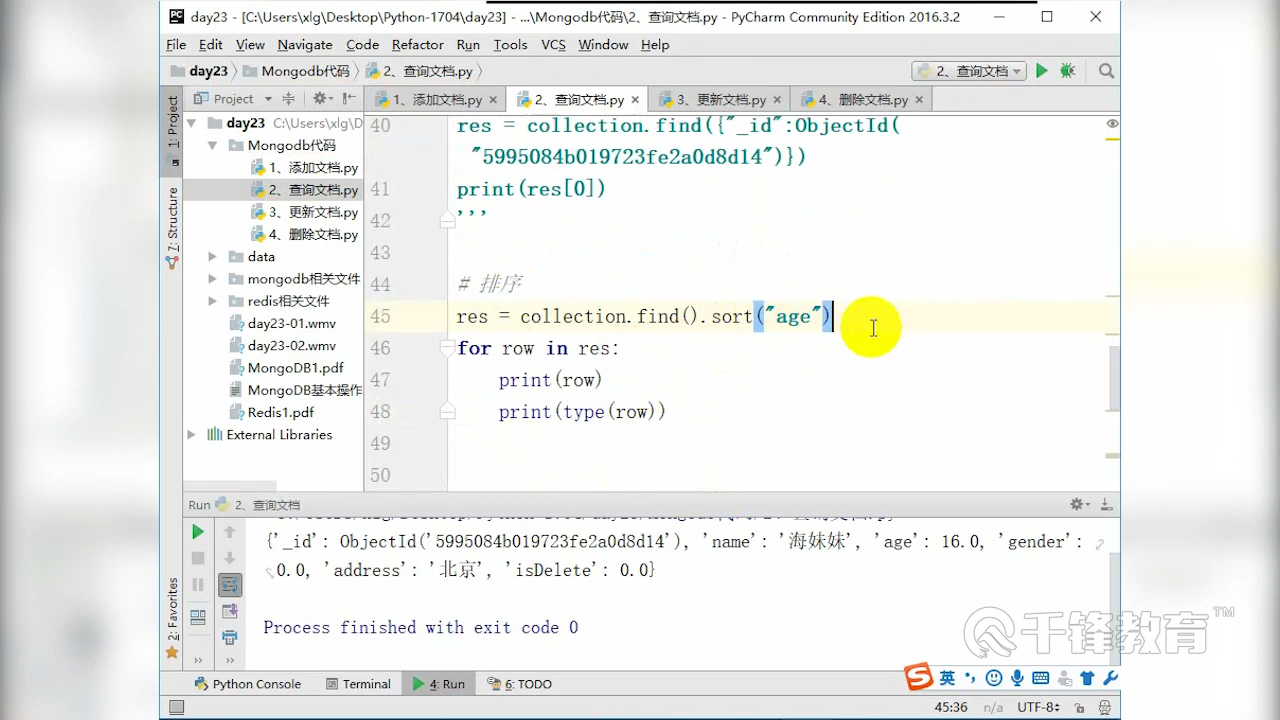 day23 - [C:\Users\xlg\Desktop\Python-1704\day23] - ...\Mongodb代码\2、查询文档.py - PyCharm Community Edition 2016.3.2
File Edit View Navigate Code Refactor Run Tools VCS Window Help
day23 Mongodb代码 2、查询文档.py 2、查询文档
Project 1、添加文档.py 2、查询文档.py 3、更新文档.py 4、删除文档.py
1: Project
7: Structure
2: Favorites
day23 C:\Users\xlg\D
Mongodb代码
1、添加文档.py
2、查询文档.py
3、更新文档.py
4、删除文档.py
data
mongodb相关文件
redis相关文件
day23-01.wmv
day23-02.wmv
MongoDB1.pdf
MongoDB基本操作
Redis1.pdf
External Libraries
40 res = collection.find({"_id":ObjectId(
"5995084b019723fe2a0d8d14")})
41 print(res[0])
42 '''
43
44 # 排序
45 res = collection.find().sort("age")
46 for row in res:
47 print(row)
48 print(type(row))
49
50
Run 2、查询文档
{'_id': ObjectId('5995084b019723fe2a0d8d14'), 'name': '海妹妹', 'age': 16.0, 'gender':
0.0, 'address': '北京', 'isDelete': 0.0}
Process finished with exit code 0
千锋教育™
Python Console Terminal 4: Run 6: TODO
英
45:36 n/a UTF-8